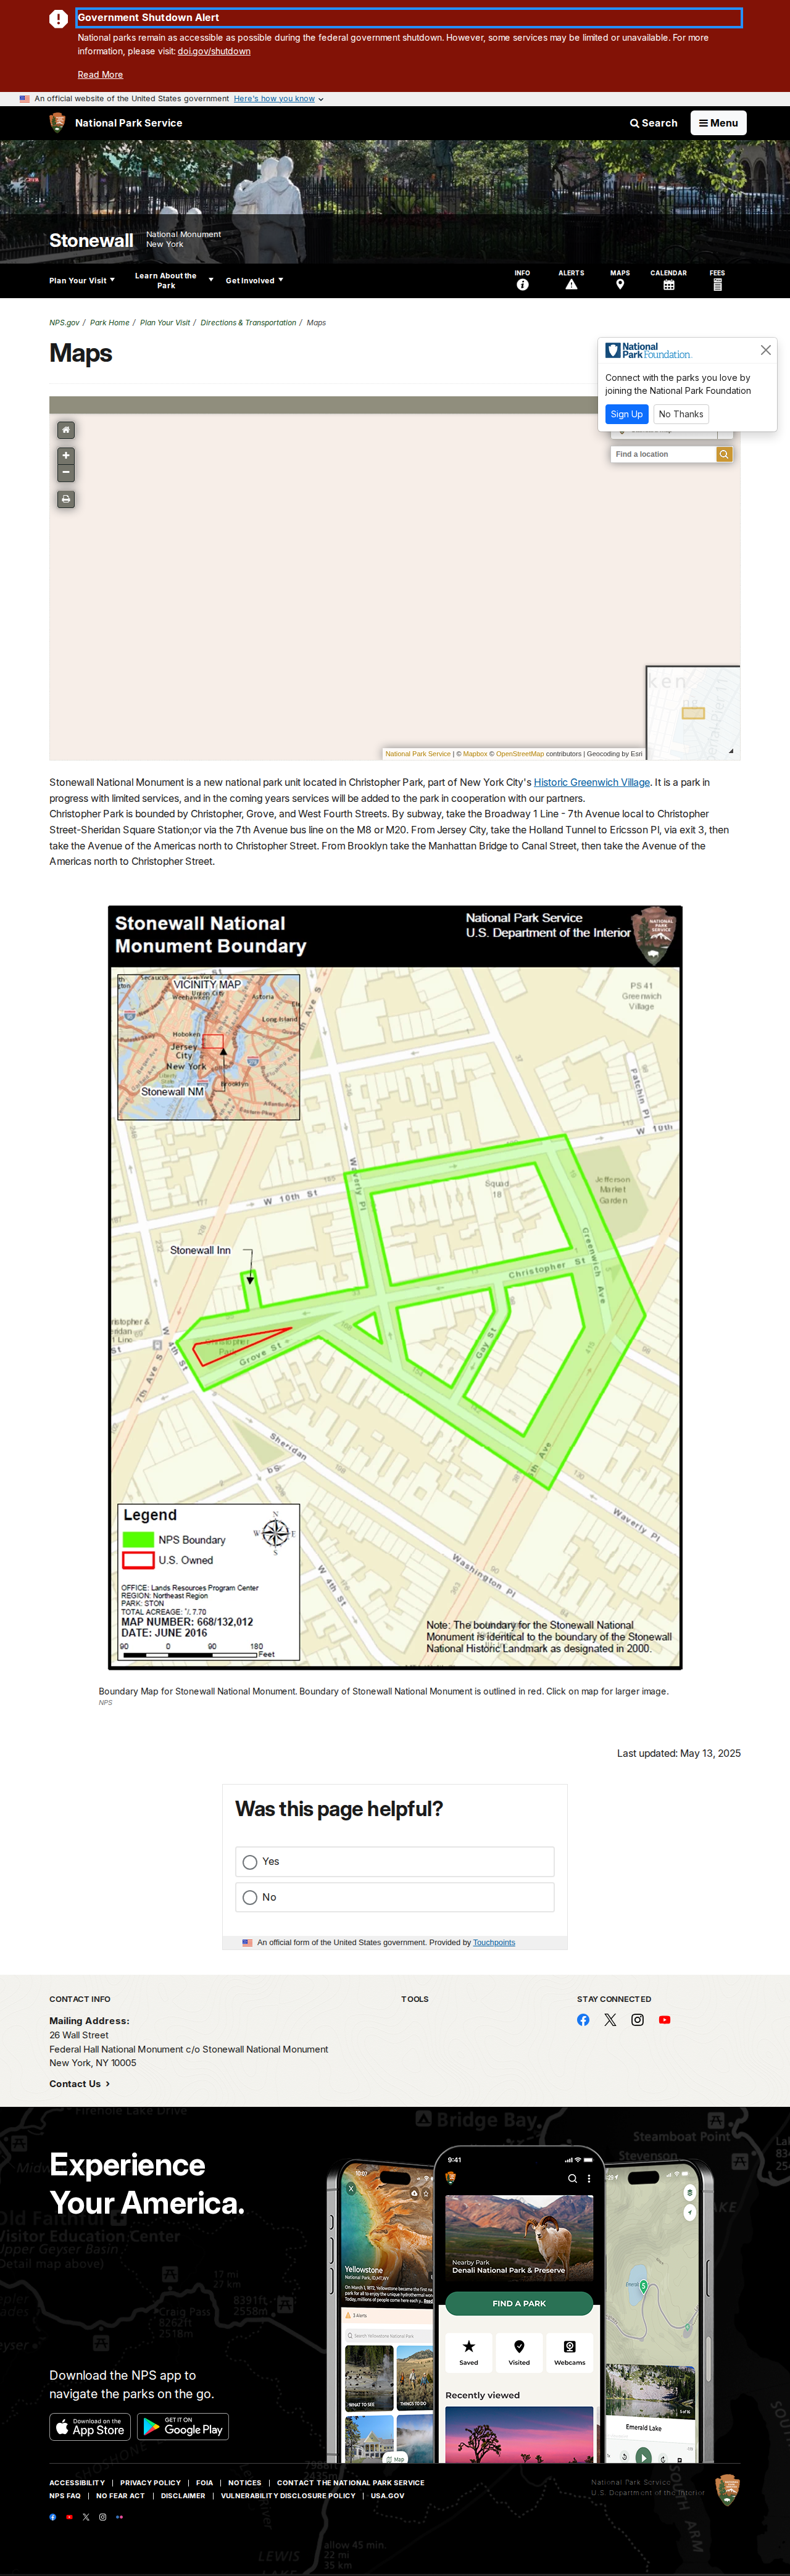 Government Shutdown Alert
National parks remain as accessible as possible during the federal government shutdown. However, some services may be limited or unavailable. For more
information, please visit: doi.gov/shutdown
Read More
An official website of the United States government Here's how you know
National Park Service
Search
Menu
Stonewall
National Monument
New York
Plan Your Visit
Learn About the
Park
Get Involved
INFO
ALERTS
MAPS
CALENDAR
FEES
NPS.gov / Park Home / Plan Your Visit / Directions & Transportation / Maps
Maps
National
Park Foundation
Connect with the parks you love by
joining the National Park Foundation
Sign Up
No Thanks
Find a location
National Park Service | © Mapbox © OpenStreetMap contributors | Geocoding by Esri
Stonewall National Monument is a new national park unit located in Christopher Park, part of New York City's Historic Greenwich Village. It is a park in
progress with limited services, and in the coming years services will be added to the park in cooperation with our partners.
Christopher Park is bounded by Christopher, Grove, and West Fourth Streets. By subway, take the Broadway 1 Line - 7th Avenue local to Christopher
Street-Sheridan Square Station;or via the 7th Avenue bus line on the M8 or M20. From Jersey City, take the Holland Tunnel to Ericsson Pl, via exit 3, then
take the Avenue of the Americas north to Christopher Street. From Brooklyn take the Manhattan Bridge to Canal Street, then take the Avenue of the
Americas north to Christopher Street.
Stonewall National
Monument Boundary
National Park Service
U.S. Department of the Interior
VICINITY MAP
Weehawken
Astoria
Long Island
Hoboken
Jersey
City
New York
Brooklyn
Stonewall NM
PS 41
Greenwich
Village
Patchin Pl
W 10th
Waverly Pl
W 10th St
Squad
18
Jefferson
Market
Garden
Greenwich Ave
Stonewall Inn
Christopher St
W 4th St
Grove St
Gay St
7th Ave S
Sheridan
Sq
Waverly
Washington Pl
W 4th St
Legend
NPS Boundary
U.S. Owned
OFFICE: Lands Resources Program Center
REGION: Northeast Region
PARK: STON
TOTAL ACREAGE: +/- 7.70
MAP NUMBER: 668/132,012
DATE: JUNE 2016
90 0 90 180
Feet
Note: The boundary for the Stonewall National
Monument is identical to the boundary of the Stonewall
National Historic Landmark as designated in 2000.
Boundary Map for Stonewall National Monument. Boundary of Stonewall National Monument is outlined in red. Click on map for larger image.
NPS
Last updated: May 13, 2025
Was this page helpful?
Yes
No
An official form of the United States government. Provided by Touchpoints
CONTACT INFO
Mailing Address:
26 Wall Street
Federal Hall National Monument c/o Stonewall National Monument
New York, NY 10005
Contact Us
TOOLS
STAY CONNECTED
Experience
Your America.
Download the NPS app to
navigate the parks on the go.
Download on the
App Store
GET IT ON
Google Play
Yellowstone
National Park, ID,MT,WY
WHAT TO SEE
THINGS TO DO
Map
9:41
Nearby Park
Denali National Park & Preserve
FIND A PARK
Saved
Visited
Webcams
Recently viewed
Emerald Lake
ACCESSIBILITY | PRIVACY POLICY | FOIA | NOTICES | CONTACT THE NATIONAL PARK SERVICE
NPS FAQ | NO FEAR ACT | DISCLAIMER | VULNERABILITY DISCLOSURE POLICY | USA.GOV
National Park Service
U.S. Department of the Interior